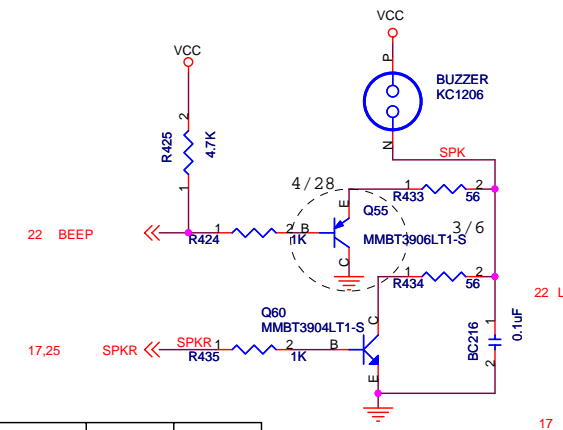 VCC
VCC
P
BUZZER
KC1206
2
R425
4.7K
1
N
SPK
4/28
E
1
R433
2
56
Q55
3/6
22 BEEP
R424
1
2
1K
B
MMBT3906LT1-S
C
1
R434
2
56
22 L
Q60
MMBT3904LT1-S
C
1
BC216
0.1uF
2
17,25
SPKR
SPKR
R435
1
2
1K
B
E
17